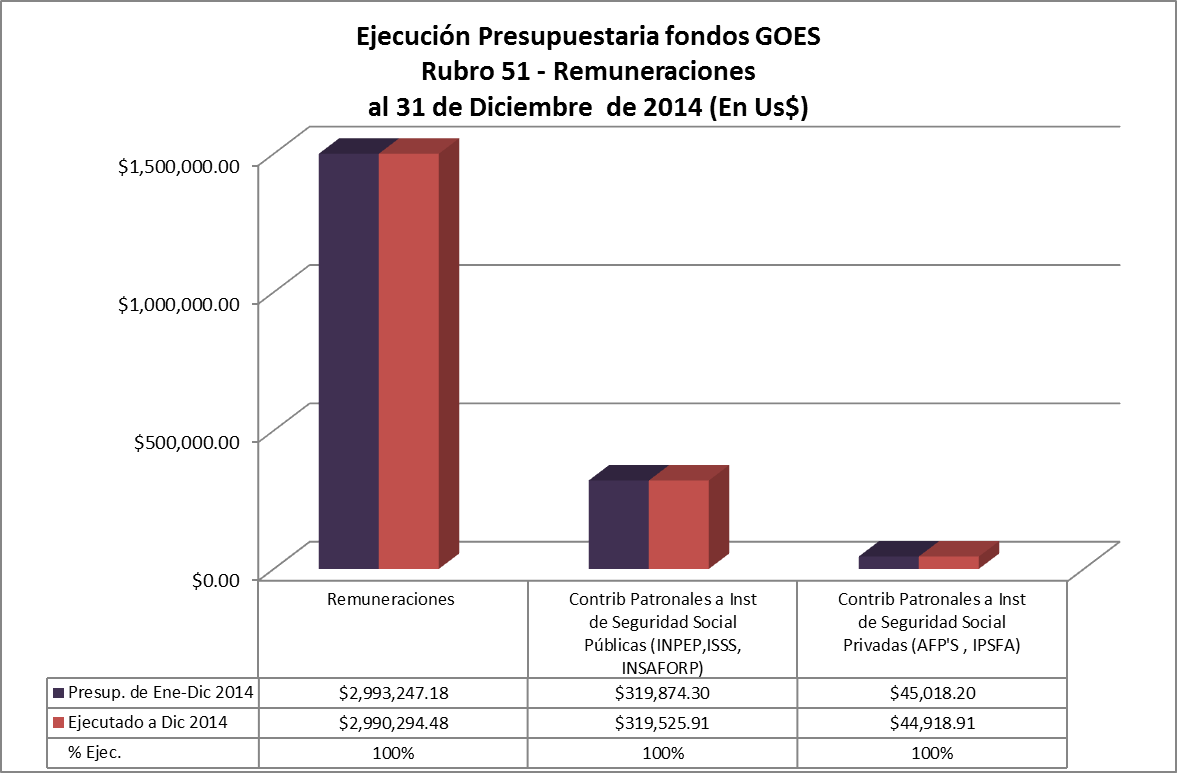 Ejecución Presupuestaria fondos GOES
Rubro 51 - Remuneraciones
al 31 de Diciembre  de 2014 (En Us$)
$1,500,000.00
$1,000,000.00
$500,000.00
$0.00
Remuneraciones
Contrib Patronales a Inst
de Seguridad Social
Públicas (INPEP,ISSS,
INSAFORP)
Contrib Patronales a Inst
de Seguridad Social
Privadas (AFP'S , IPSFA)
Presup. de Ene-Dic 2014 $2,993,247.18 $319,874.30 $45,018.20
Ejecutado a Dic 2014 $2,990,294.48 $319,525.91 $44,918.91
% Ejec. 100% 100% 100%